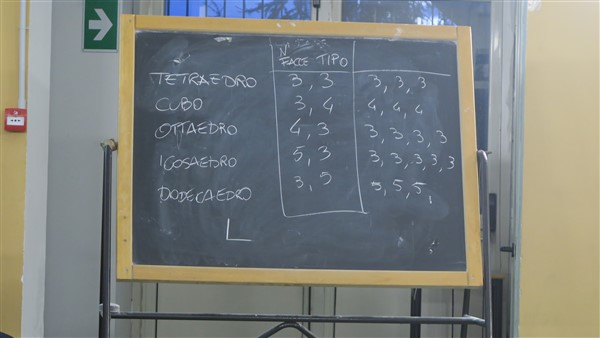 N°
FACCE TIPO
TETRAEDRO 3, 3 3, 3, 3
CUBO 3, 4 4, 4, 4
OTTAEDRO 4, 3 3, 3, 3, 3
ICOSAEDRO 5, 3 3, 3, 3, 3, 3
DODECAEDRO 3, 5 5, 5, 5